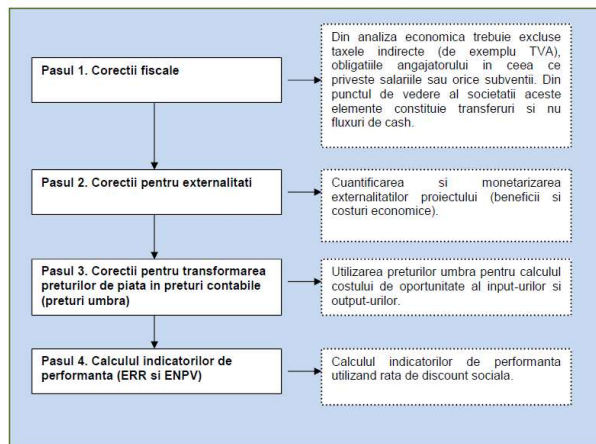 Pasul 1. Corectii fiscale
Din analiza economica trebuie excluse
taxele indirecte (de exemplu TVA),
obligatiile angajatorului in ceea ce
priveste salariile sau orice subventii. Din
punctul de vedere al societatii aceste
elemente constituie transferuri si nu
fluxuri de cash.
Pasul 2. Corectii pentru externalitati
Cuantificarea si monetarizarea
externalitatilor proiectului (beneficii si
costuri economice).
Pasul 3. Corectii pentru transformarea
preturilor de piata in preturi contabile
(preturi umbra)
Utilizarea preturilor umbra pentru calculul
costului de oportunitate al input-urilor si
output-urilor.
Pasul 4. Calculul indicatorilor de
performanta (ERR si ENPV)
Calculul indicatorilor de performanta
utilizand rata de discount sociala.